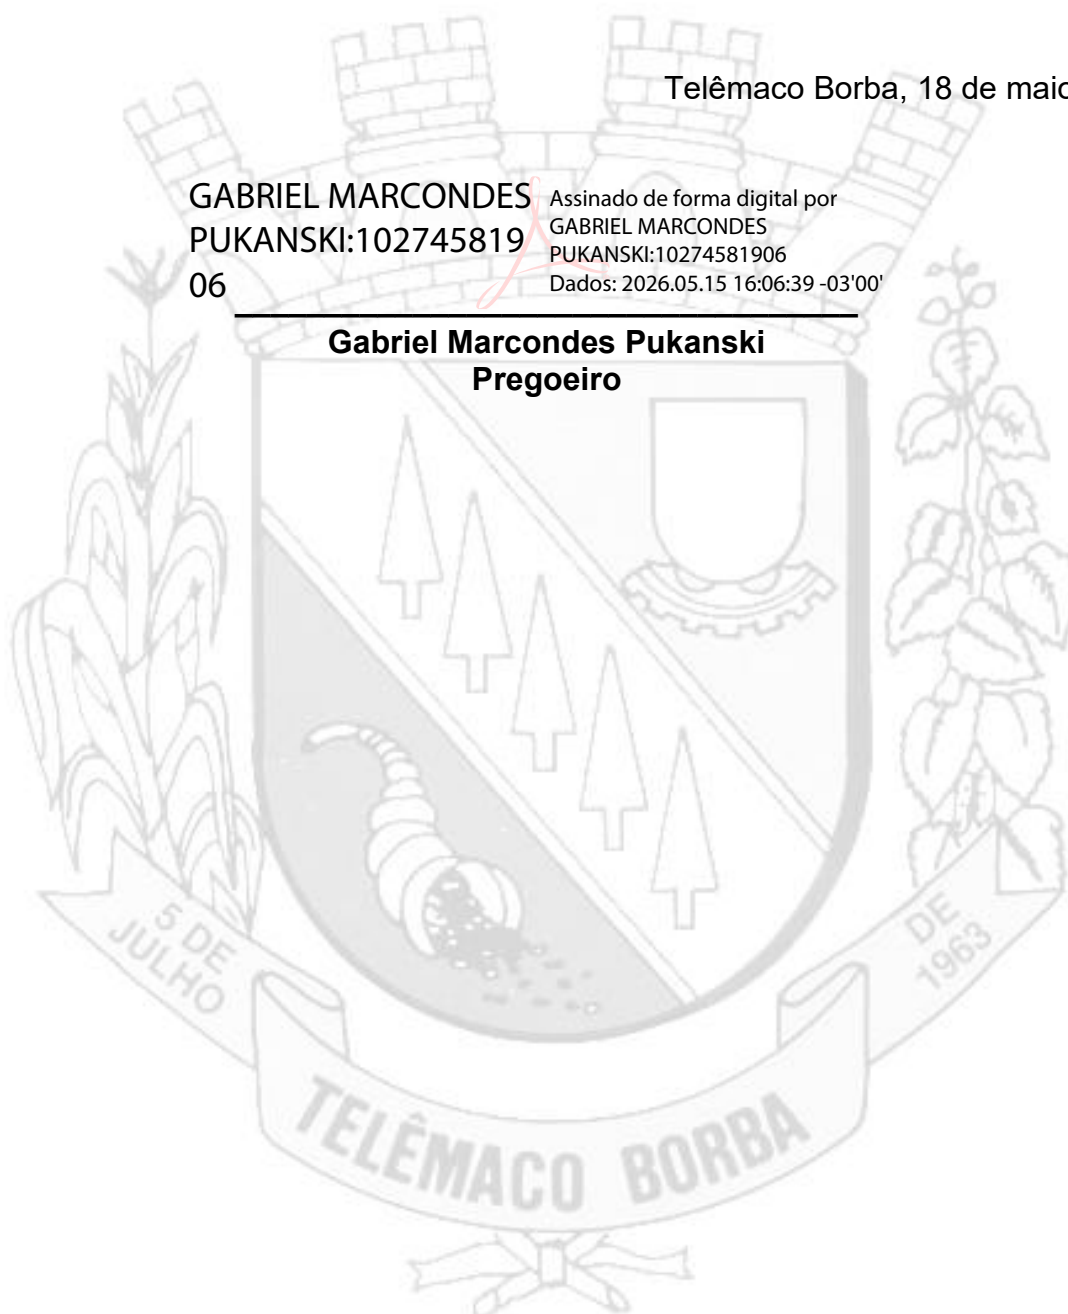 Telêmaco Borba, 18 de maio
GABRIEL MARCONDES
PUKANSKI:102745819
06
Assinado de forma digital por
GABRIEL MARCONDES
PUKANSKI:10274581906
Dados: 2026.05.15 16:06:39 -03'00'
Gabriel Marcondes Pukanski
Pregoeiro
5 DE
JULHO
DE
1963
TELÊMACO BORBA